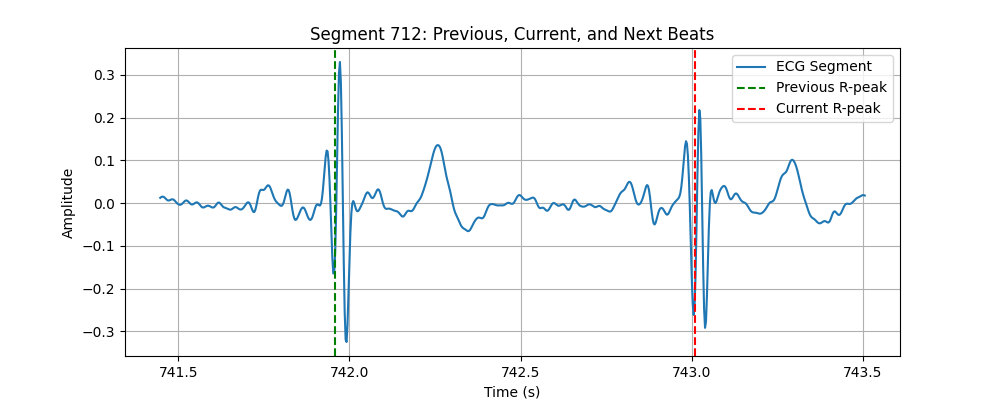 Segment 712: Previous, Current, and Next Beats
ECG Segment
Previous R-peak
Current R-peak
Amplitude
0.3
0.2
0.1
0.0
−0.1
−0.2
−0.3
741.5 742.0 742.5 743.0 743.5
Time (s)